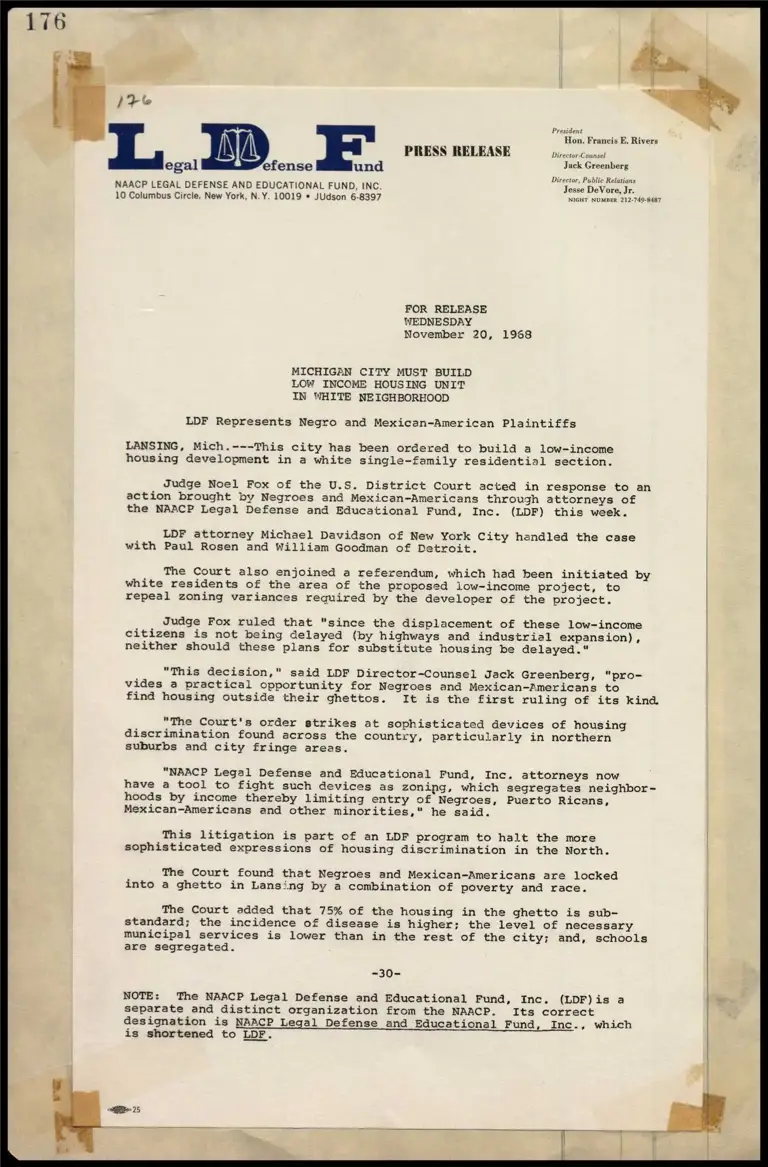 176
176
Legal Defense Fund
PRESS RELEASE
President
Hon. Francis E. Rivers
Director-Counsel
Jack Greenberg
Director, Public Relations
Jesse DeVore, Jr.
NIGHT NUMBER 212-749-8487
NAACP LEGAL DEFENSE AND EDUCATIONAL FUND, INC.
10 Columbus Circle, New York, N.Y. 10019 • JUdson 6-8397
FOR RELEASE
WEDNESDAY
November 20, 1968
MICHIGAN CITY MUST BUILD
LOW INCOME HOUSING UNIT
IN WHITE NEIGHBORHOOD
LDF Represents Negro and Mexican-American Plaintiffs
LANSING, Mich.---This city has been ordered to build a low-income
housing development in a white single-family residential section.
Judge Noel Fox of the U.S. District Court acted in response to an
action brought by Negroes and Mexican-Americans through attorneys of
the NAACP Legal Defense and Educational Fund, Inc. (LDF) this week.
LDF attorney Michael Davidson of New York City handled the case
with Paul Rosen and William Goodman of Detroit.
The Court also enjoined a referendum, which had been initiated by
white residents of the area of the proposed low-income project, to
repeal zoning variances required by the developer of the project.
Judge Fox ruled that "since the displacement of these low-income
citizens is not being delayed (by highways and industrial expansion),
neither should these plans for substitute housing be delayed."
"This decision," said LDF Director-Counsel Jack Greenberg, "pro-
vides a practical opportunity for Negroes and Mexican-Americans to
find housing outside their ghettos. It is the first ruling of its kind.
"The Court's order strikes at sophisticated devices of housing
discrimination found across the country, particularly in northern
suburbs and city fringe areas.
"NAACP Legal Defense and Educational Fund, Inc. attorneys now
have a tool to fight such devices as zoning, which segregates neighbor-
hoods by income thereby limiting entry of Negroes, Puerto Ricans,
Mexican-Americans and other minorities," he said.
This litigation is part of an LDF program to halt the more
sophisticated expressions of housing discrimination in the North.
The Court found that Negroes and Mexican-Americans are locked
into a ghetto in Lansing by a combination of poverty and race.
The Court added that 75% of the housing in the ghetto is sub-
standard; the incidence of disease is higher; the level of necessary
municipal services is lower than in the rest of the city; and, schools
are segregated.
-30-
NOTE: The NAACP Legal Defense and Educational Fund, Inc. (LDF)is a
separate and distinct organization from the NAACP. Its correct
designation is NAACP Legal Defense and Educational Fund, Inc., which
is shortened to LDF.
25